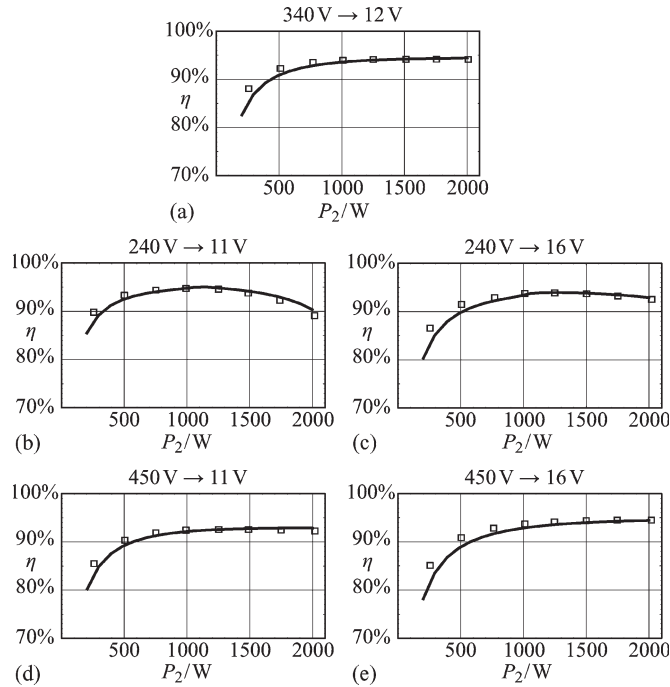 340 V → 12 V
100%
90%
η
80%
70%
500 1000 1500 2000
(a) P₂/W
240 V → 11 V
100%
90%
η
80%
70%
500 1000 1500 2000
(b) P₂/W
240 V → 16 V
100%
90%
η
80%
70%
500 1000 1500 2000
(c) P₂/W
450 V → 11 V
100%
90%
η
80%
70%
500 1000 1500 2000
(d) P₂/W
450 V → 16 V
100%
90%
η
80%
70%
500 1000 1500 2000
(e) P₂/W